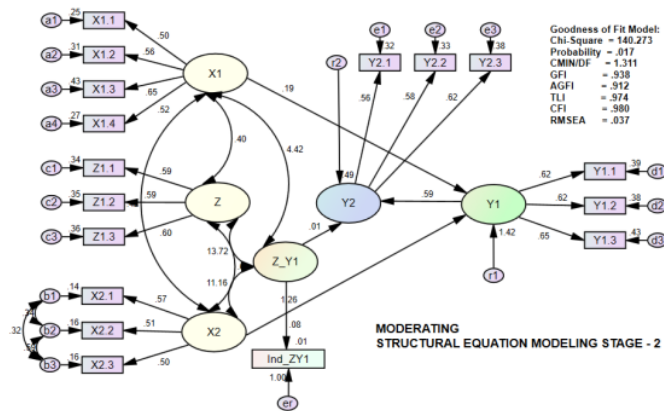 Goodness of Fit Model:
Chi-Square = 140.273
Probability = .017
CMIN/DF = 1.311
GFI = .938
AGFI = .912
TLI = .974
CFI = .980
RMSEA = .037
a1 .25 X1.1 .50
a2 .31 X1.2 .56
a3 .43 X1.3 .65
a4 .27 X1.4 .52
X1
.19
.40
4.42
e1 e2 e3
.32 .33 .38
Y2.1 Y2.2 Y2.3
r2
.56 .58 .62
.49
Y2
.59
Y1
1.42
r1
.62 Y1.1 .39 d1
.62 Y1.2 .38 d2
.65 Y1.3 .43 d3
c1 .34 Z1.1 .59
c2 .35 Z1.2 .59
c3 .36 Z1.3 .60
Z
.01
13.72
Z_Y1
11.16
1.26
.08
.01
Ind_ZY1
1.00
er
b1 .14 X2.1 .57
b2 .16 X2.2 .51
b3 .16 X2.3 .50
.32
X2
MODERATING
STRUCTURAL EQUATION MODELING STAGE - 2